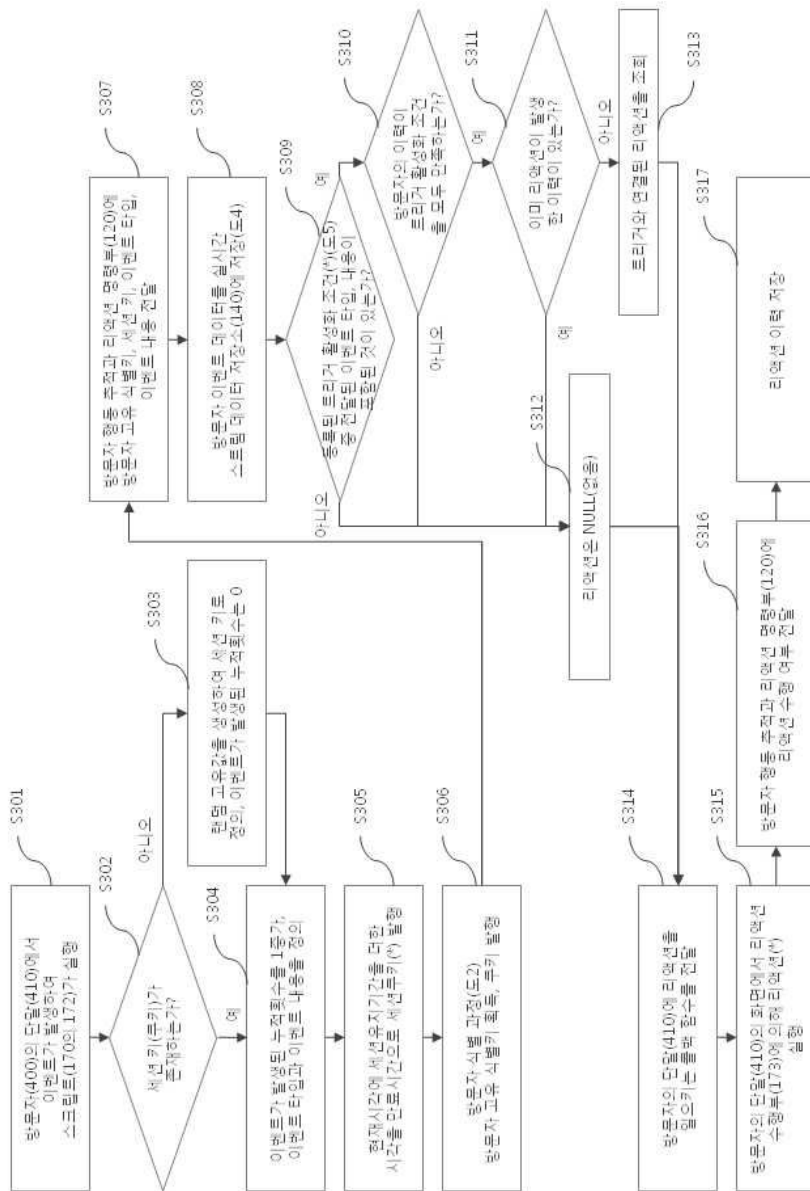 S301
방문자(400)의 단말(410)에서
이벤트가 발생하여
스크립트(170의 172)가 실행
S302
세션 키(쿠키)가
존재하는가?
아니오
예
S303
랜덤 고유값을 생성하여 세션 키로
정의, 이벤트가 발생된 누적횟수는 0
S304
이벤트가 발생된 누적횟수를 1증가,
이벤트 타입과 이벤트 내용을 정의
S305
현재시각에 세션유지기간을 더한
시각을 만료시간으로 세션쿠키(*) 발행
S306
방문자 식별 과정(도2)
방문자 고유 식별키 획득, 쿠키 발행
S307
방문자 행동 추적과 리액션 명령부(120)에
방문자 고유 식별키, 세션 키, 이벤트 타입,
이벤트 내용 전달
S308
방문자 이벤트 데이터를 실시간
스트림 데이터 저장소(140)에 저장(도4)
S309
등록된 트리거 활성화 조건(*)(도5)
중 전달된 이벤트 타입, 내용이
포함된 것이 있는가?
아니오
예
S310
방문자의 이력이
트리거 활성화 조건
을 모두 만족하는가?
아니오
예
S311
이미 리액션이 발생
한 이력이 있는가?
예
아니오
S312
리액션은 NULL(없음)
S313
트리거와 연결된 리액션을 조회
S314
방문자의 단말(410)에 리액션을
일으키는 콜백 함수를 전달
S315
방문자의 단말(410)의 화면에서 리액션
수행부(173)에 의해 리액션(*)
실행
S316
방문자 행동 추적과 리액션 명령부(120)에
리액션 수행 여부 전달
S317
리액션 이력 저장